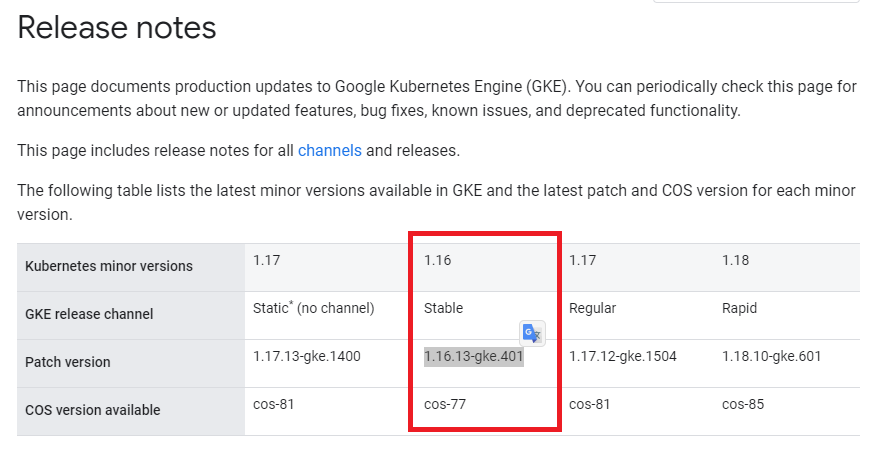 Release notes
This page documents production updates to Google Kubernetes Engine (GKE). You can periodically check this page for
announcements about new or updated features, bug fixes, known issues, and deprecated functionality.
This page includes release notes for all channels and releases.
The following table lists the latest minor versions available in GKE and the latest patch and COS version for each minor
version.
Kubernetes minor versions 1.17 1.16 1.17 1.18
GKE release channel Static* (no channel) Stable Regular Rapid
Patch version 1.17.13-gke.1400 1.16.13-gke.401 1.17.12-gke.1504 1.18.10-gke.601
COS version available cos-81 cos-77 cos-81 cos-85